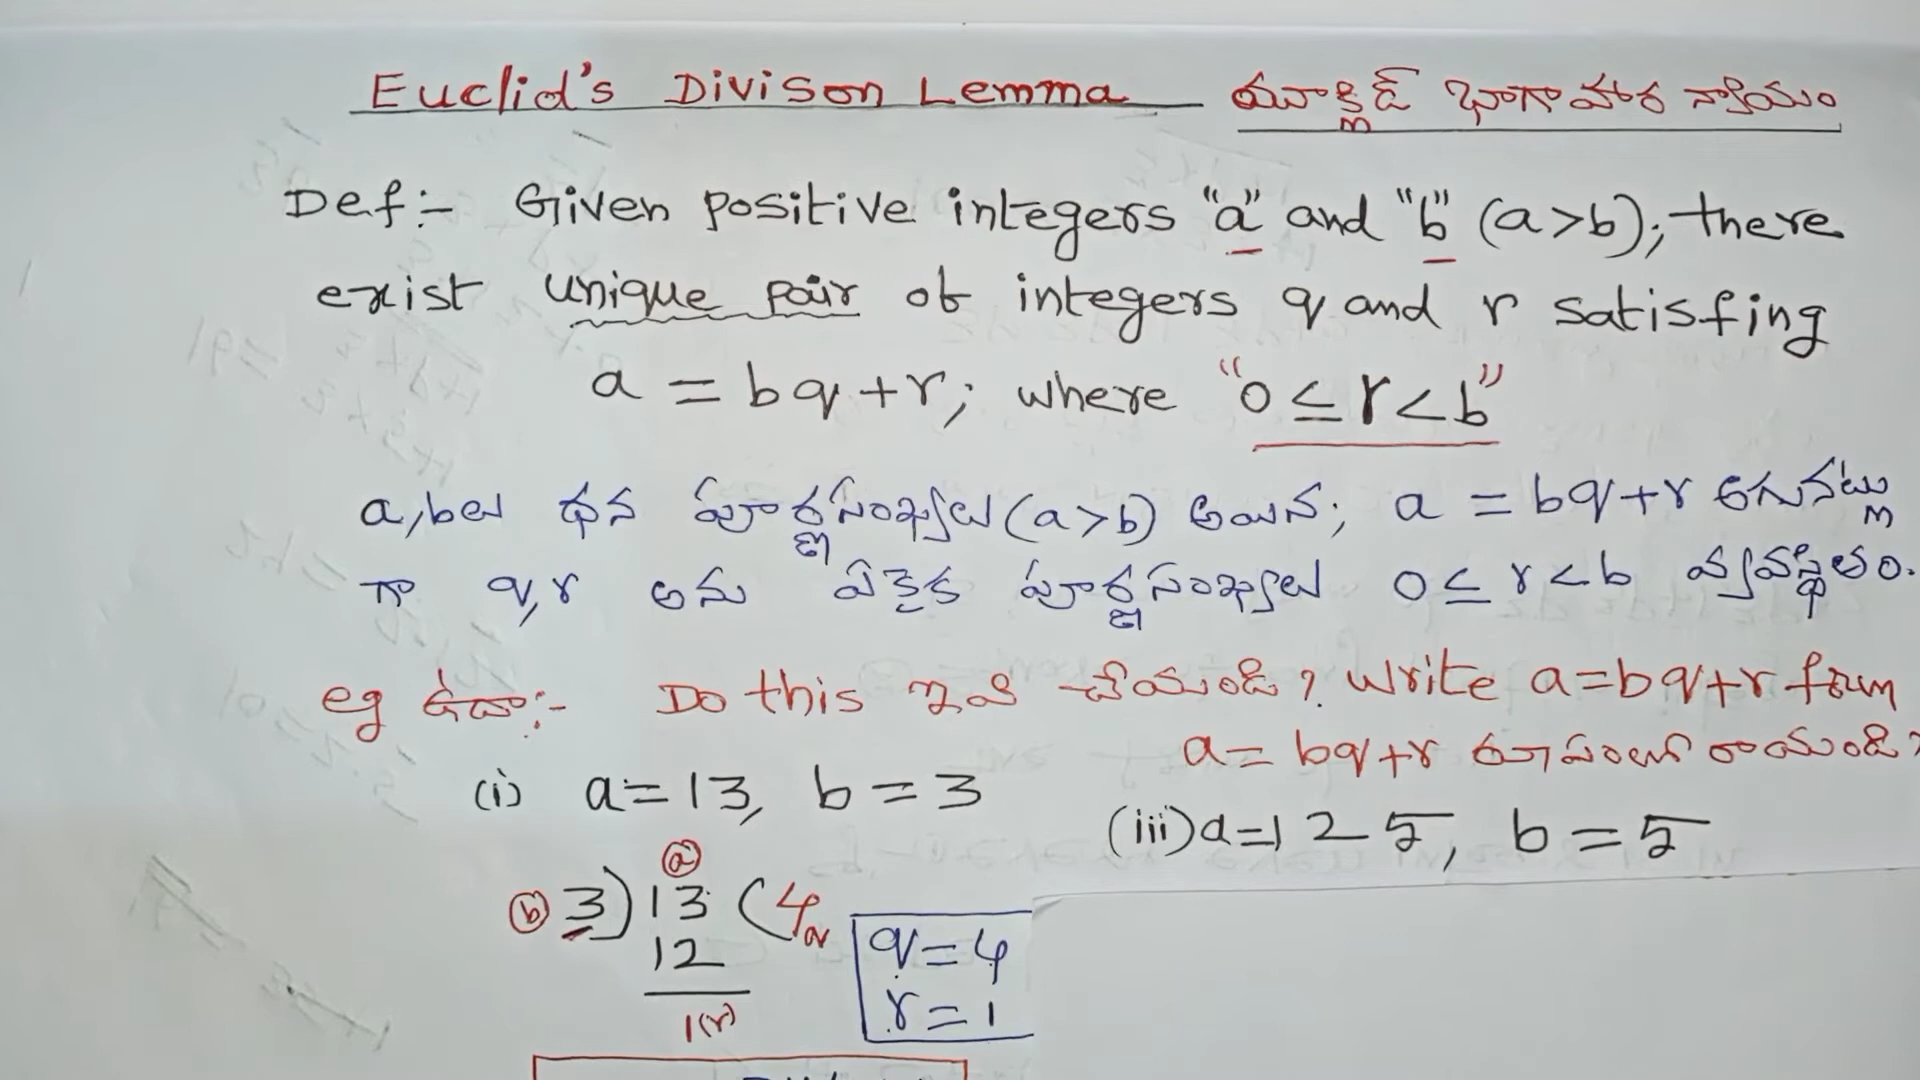 Euclid's Divison Lemma యూక్లిడ్ భాగాహార న్యాయం
Def:- Given positive integers "a" and "b" (a>b); there
exist unique pair of integers q and r satisfing
a = bq+r; where "0≤r<b"
a,bలు ధన పూర్ణసంఖ్యలు(a>b) అయిన; a = bq+r అగునట్లు
గా q,r అను ఏకైక పూర్ణసంఖ్యలు 0≤r<b వ్యవస్థితం.
eg ఉదా:- Do this ఇవి చేయండి? Write a=bq+r form
a= bq+r రూపంలో రాయండి?
(i) a=13, b=3
(iii) a=125, b=5
a
b 3)13(4 q
12
1(r)
q=4
r=1